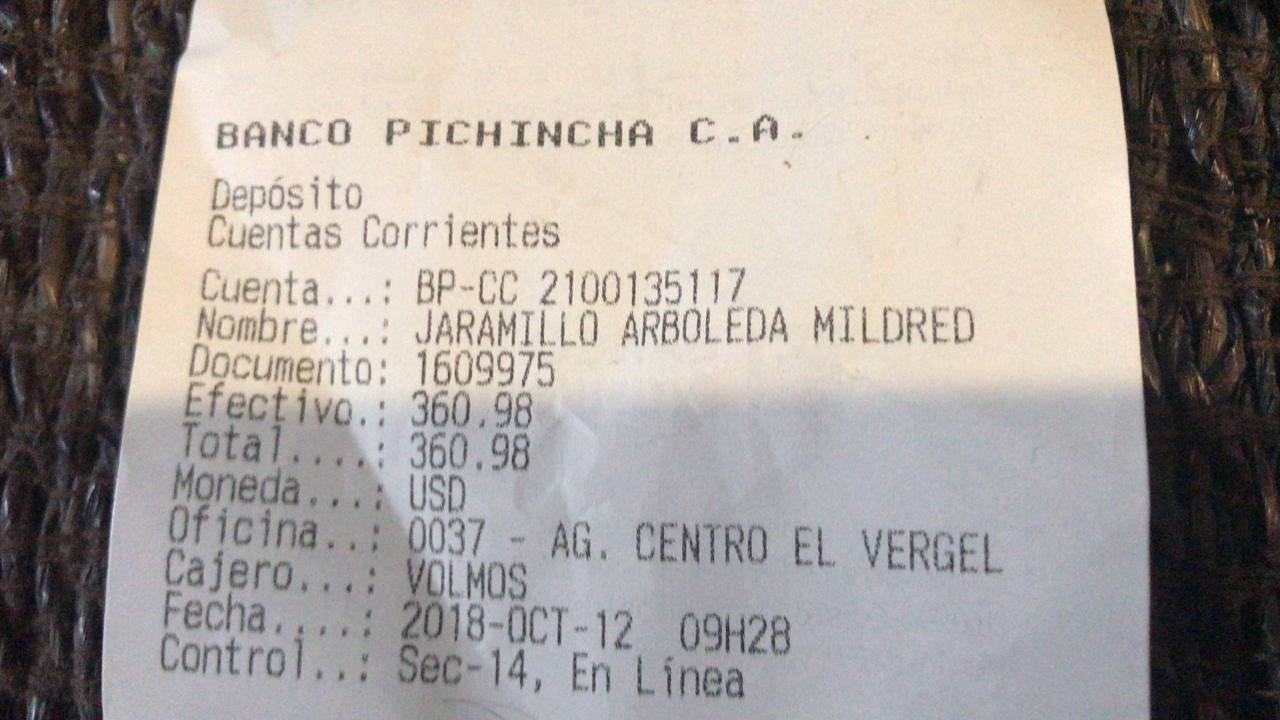 BANCO PICHINCHA C.A.
Depósito
Cuentas Corrientes
Cuenta...: BP-CC 2100135117
Nombre...: JARAMILLO ARBOLEDA MILDRED
Documento: 1609975
Efectivo.: 360.98
Total....: 360.98
Moneda...: USD
Oficina..: 0037 - AG. CENTRO EL VERGEL
Cajero...: VOLMOS
Fecha....: 2018-OCT-12 09H28
Control..: Sec-14, En Línea